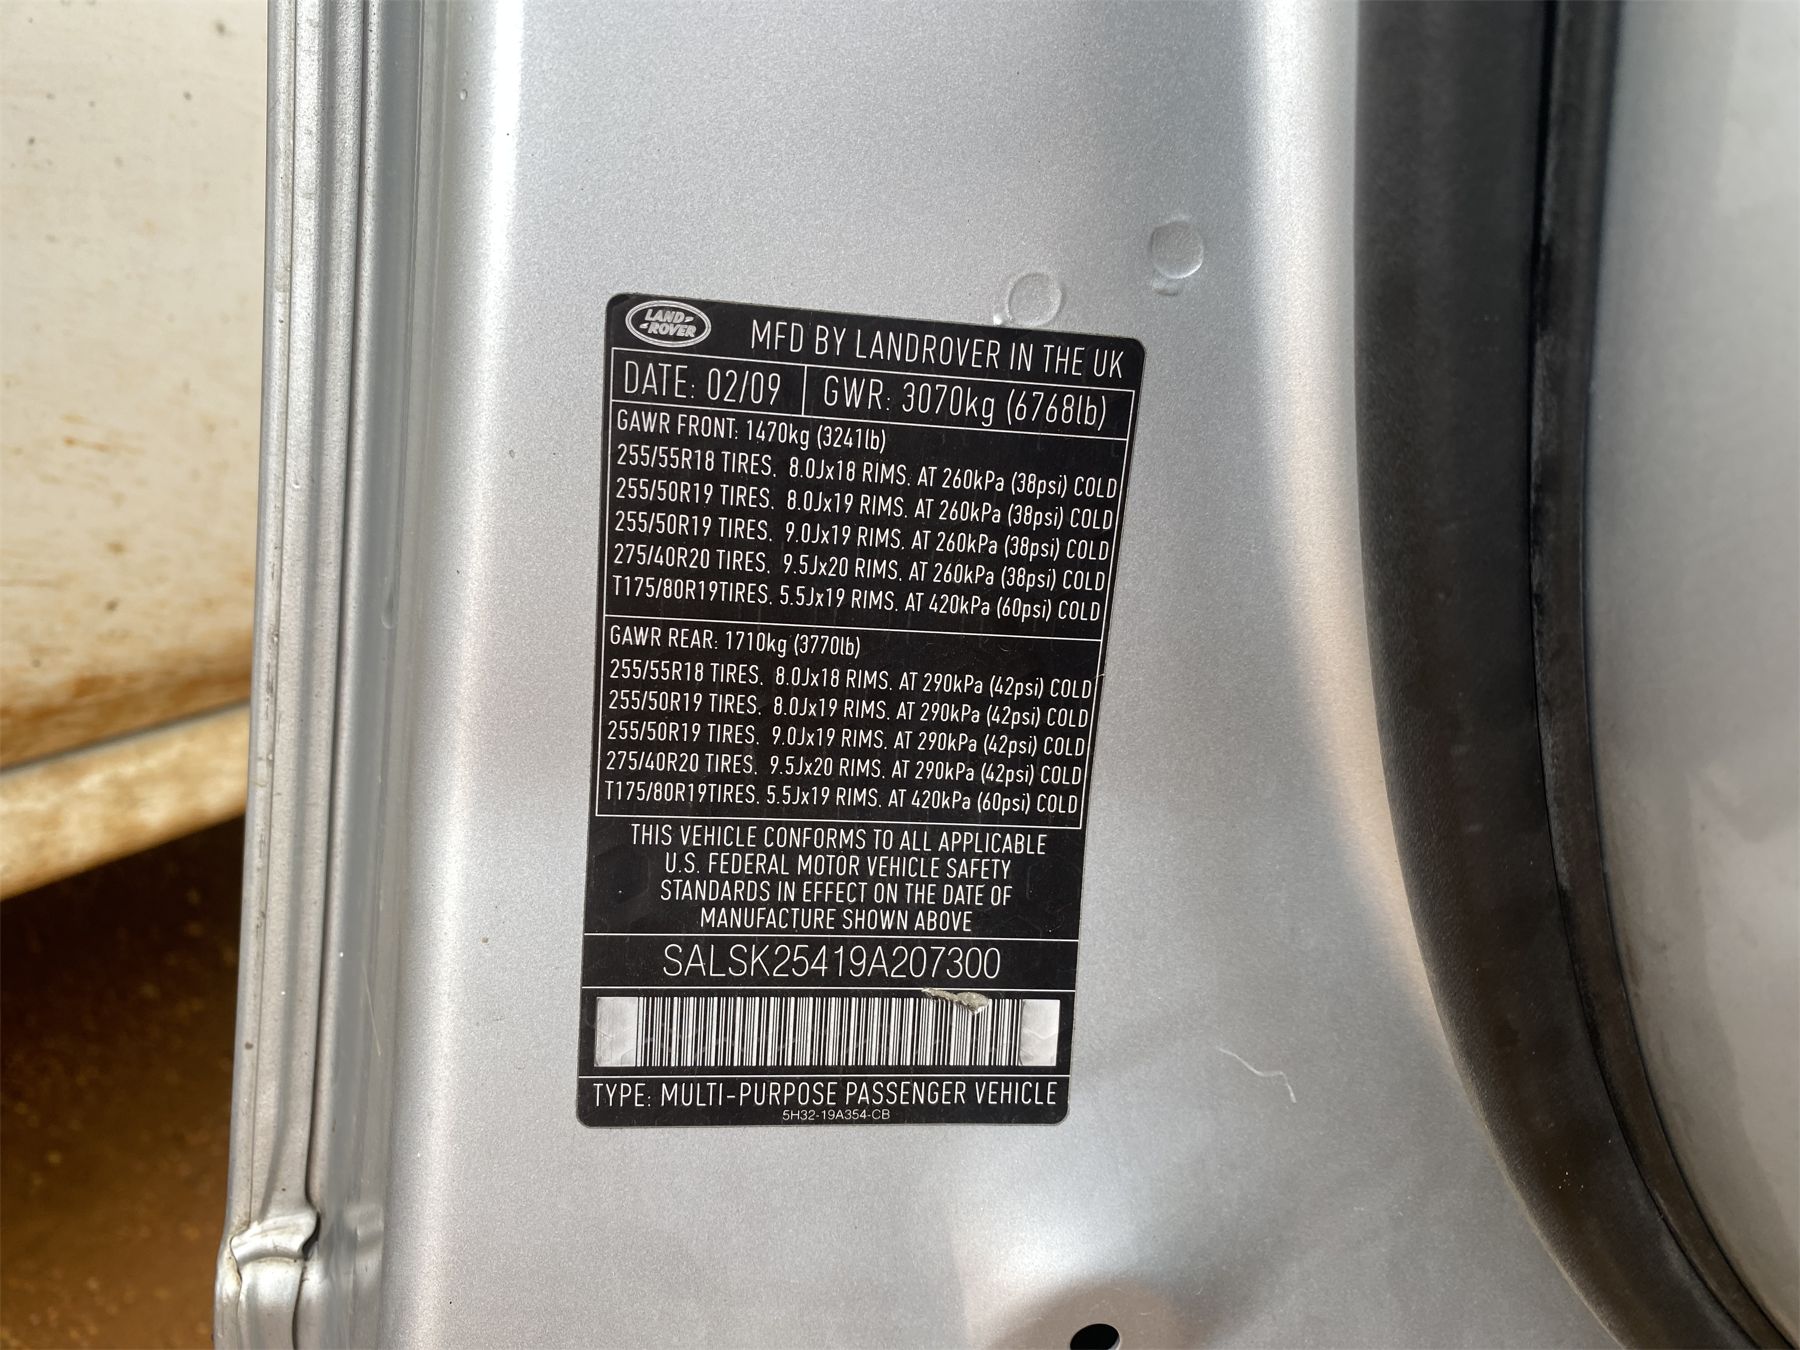 LAND-
-ROVER
MFD BY LANDROVER IN THE UK
DATE: 02/09 GWR: 3070kg (6768lb)
GAWR FRONT: 1470kg (3241lb)
255/55R18 TIRES. 8.0Jx18 RIMS. AT 260kPa (38psi) COLD
255/50R19 TIRES. 8.0Jx19 RIMS. AT 260kPa (38psi) COLD
255/50R19 TIRES. 9.0Jx19 RIMS. AT 260kPa (38psi) COLD
275/40R20 TIRES. 9.5Jx20 RIMS. AT 260kPa (38psi) COLD
T175/80R19TIRES. 5.5Jx19 RIMS. AT 420kPa (60psi) COLD
GAWR REAR: 1710kg (3770lb)
255/55R18 TIRES. 8.0Jx18 RIMS. AT 290kPa (42psi) COLD
255/50R19 TIRES. 8.0Jx19 RIMS. AT 290kPa (42psi) COLD
255/50R19 TIRES. 9.0Jx19 RIMS. AT 290kPa (42psi) COLD
275/40R20 TIRES. 9.5Jx20 RIMS. AT 290kPa (42psi) COLD
T175/80R19TIRES. 5.5Jx19 RIMS. AT 420kPa (60psi) COLD
THIS VEHICLE CONFORMS TO ALL APPLICABLE
U.S. FEDERAL MOTOR VEHICLE SAFETY
STANDARDS IN EFFECT ON THE DATE OF
MANUFACTURE SHOWN ABOVE
SALSK25419A207300
TYPE: MULTI-PURPOSE PASSENGER VEHICLE
5H32-19A354-CB